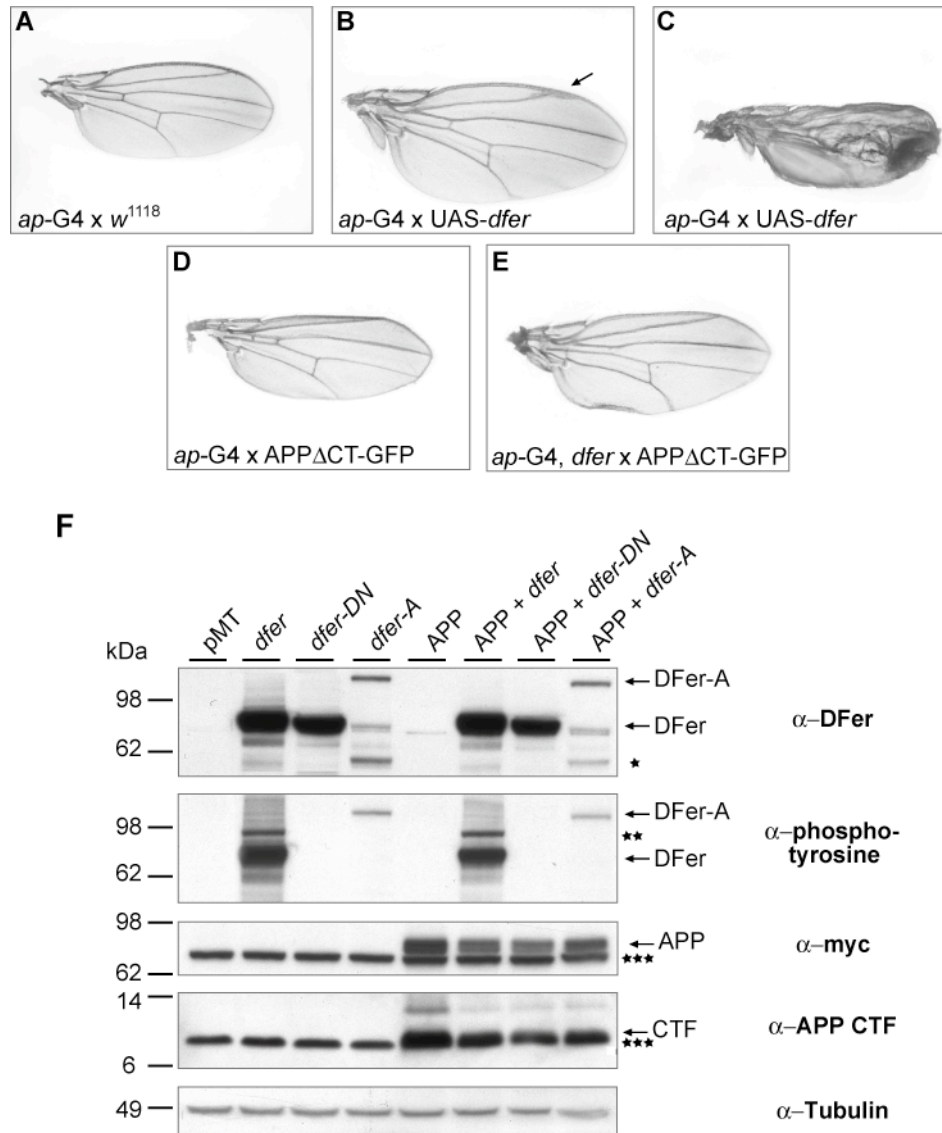 A
B
C
ap-G4 x w1118
ap-G4 x UAS-dfer
ap-G4 x UAS-dfer
D
E
ap-G4 x APPΔCT-GFP
ap-G4, dfer x APPΔCT-GFP
F
pMT
dfer
dfer-DN
dfer-A
APP
APP + dfer
APP + dfer-DN
APP + dfer-A
kDa
98
62
DFer-A
DFer
★
α–DFer
98
62
DFer-A
★★
DFer
α–phospho-
tyrosine
98
62
APP
★★★
α–myc
14
6
CTF
★★★
α–APP CTF
49
α–Tubulin